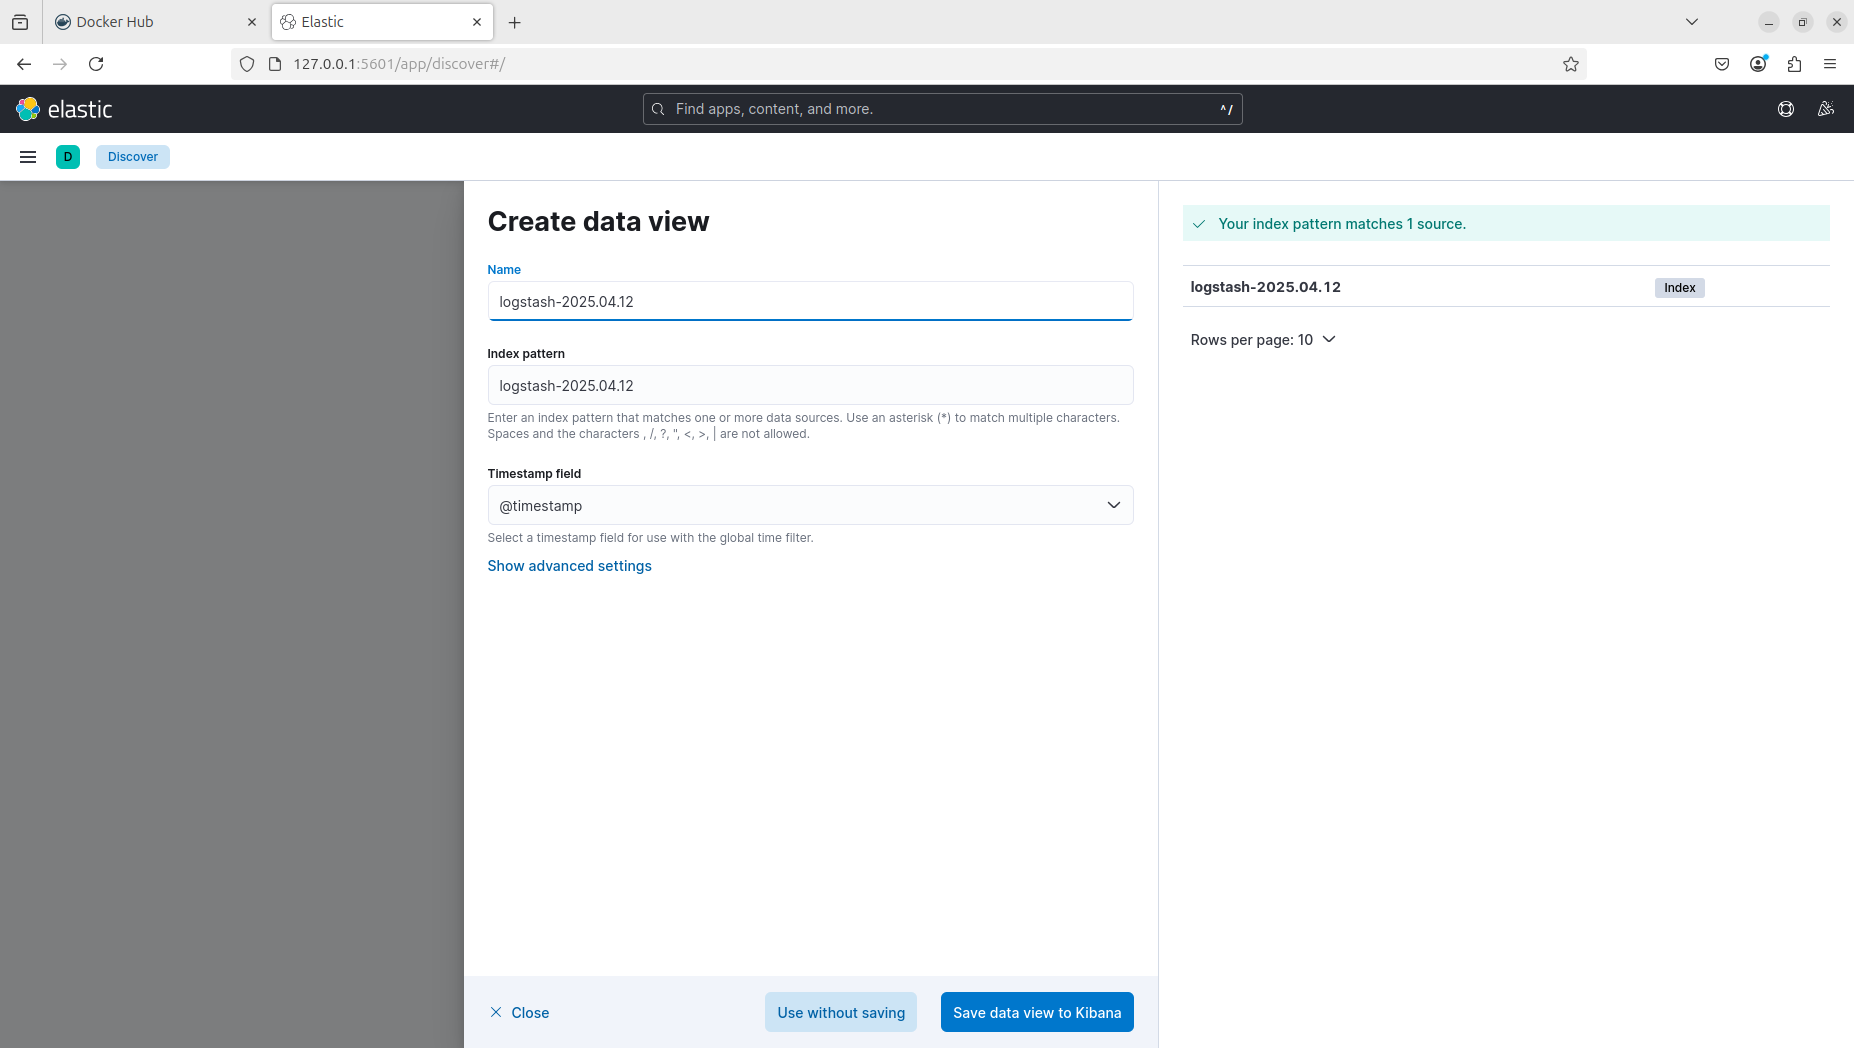 Docker Hub
Elastic
127.0.0.1:5601/app/discover#/
elastic
Find apps, content, and more.
^/
D
Discover
Create data view
Name
logstash-2025.04.12
Index pattern
logstash-2025.04.12
Enter an index pattern that matches one or more data sources. Use an asterisk (*) to match multiple characters.
Spaces and the characters , /, ?, ", <, >, | are not allowed.
Timestamp field
@timestamp
Select a timestamp field for use with the global time filter.
Show advanced settings
Close
Use without saving
Save data view to Kibana
Your index pattern matches 1 source.
logstash-2025.04.12
Index
Rows per page: 10